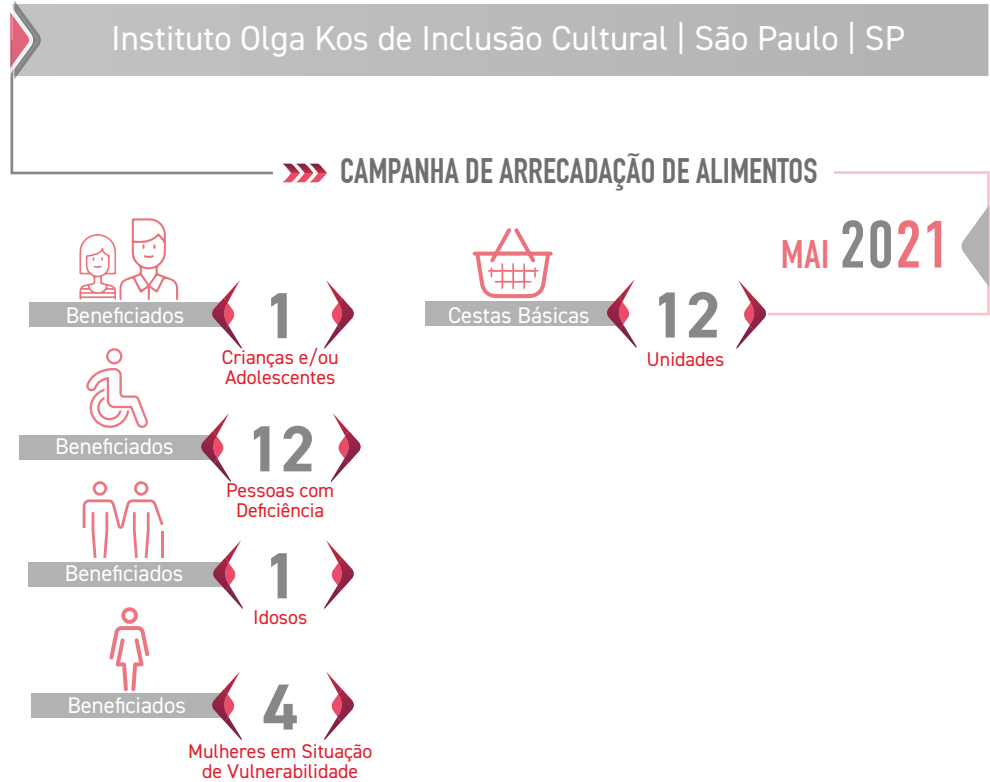 Instituto Olga Kos de Inclusão Cultural | São Paulo | SP
CAMPANHA DE ARRECADAÇÃO DE ALIMENTOS
MAI 2021
Beneficiados
1
Crianças e/ou
Adolescentes
Cestas Básicas
12
Unidades
Beneficiados
12
Pessoas com
Deficiência
Beneficiados
1
Idosos
Beneficiados
4
Mulheres em Situação
de Vulnerabilidade